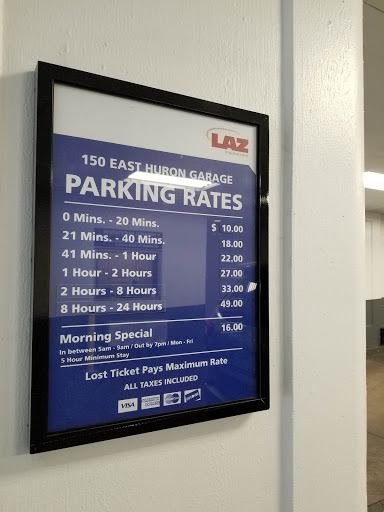 LAZ
150 EAST HURON GARAGE
PARKING RATES
0 Mins. - 20 Mins. $ 10.00
21 Mins. - 40 Mins. 18.00
41 Mins. - 1 Hour 22.00
1 Hour - 2 Hours 27.00
2 Hours - 8 Hours 33.00
8 Hours - 24 Hours 49.00
Morning Special 16.00
In between 5am - 9am / Out by 7pm / Mon - Fri
5 Hour Minimum Stay
Lost Ticket Pays Maximum Rate
ALL TAXES INCLUDED
VISA